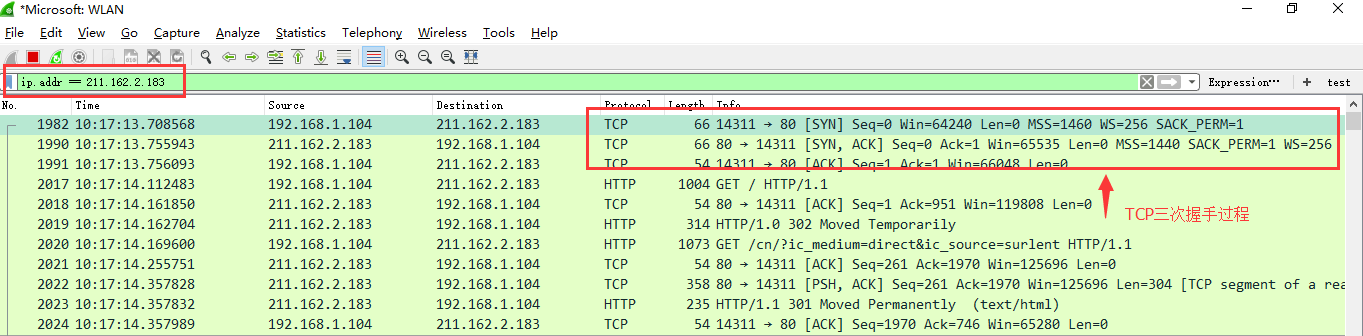 *Microsoft: WLAN
File Edit View Go Capture Analyze Statistics Telephony Wireless Tools Help
ip.addr == 211.162.2.183 Expression… + test
No. Time Source Destination Protocol Length Info
1982 10:17:13.708568 192.168.1.104 211.162.2.183 TCP 66 14311 → 80 [SYN] Seq=0 Win=64240 Len=0 MSS=1460 WS=256 SACK_PERM=1
1990 10:17:13.755943 211.162.2.183 192.168.1.104 TCP 66 80 → 14311 [SYN, ACK] Seq=0 Ack=1 Win=65535 Len=0 MSS=1440 SACK_PERM=1 WS=256
1991 10:17:13.756093 192.168.1.104 211.162.2.183 TCP 54 14311 → 80 [ACK] Seq=1 Ack=1 Win=66048 Len=0
2017 10:17:14.112483 192.168.1.104 211.162.2.183 HTTP 1004 GET / HTTP/1.1
2018 10:17:14.161850 211.162.2.183 192.168.1.104 TCP 54 80 → 14311 [ACK] Seq=1 Ack=951 Win=119808 Len=0
TCP三次握手过程
2019 10:17:14.162704 211.162.2.183 192.168.1.104 HTTP 314 HTTP/1.0 302 Moved Temporarily
2020 10:17:14.169600 192.168.1.104 211.162.2.183 HTTP 1073 GET /cn/?ic_medium=direct&ic_source=surlent HTTP/1.1
2021 10:17:14.255751 211.162.2.183 192.168.1.104 TCP 54 80 → 14311 [ACK] Seq=261 Ack=1970 Win=125696 Len=0
2022 10:17:14.357828 211.162.2.183 192.168.1.104 TCP 358 80 → 14311 [PSH, ACK] Seq=261 Ack=1970 Win=125696 Len=304 [TCP segment of a rea
2023 10:17:14.357832 211.162.2.183 192.168.1.104 HTTP 235 HTTP/1.1 301 Moved Permanently (text/html)
2024 10:17:14.357989 192.168.1.104 211.162.2.183 TCP 54 14311 → 80 [ACK] Seq=1970 Ack=746 Win=65280 Len=0